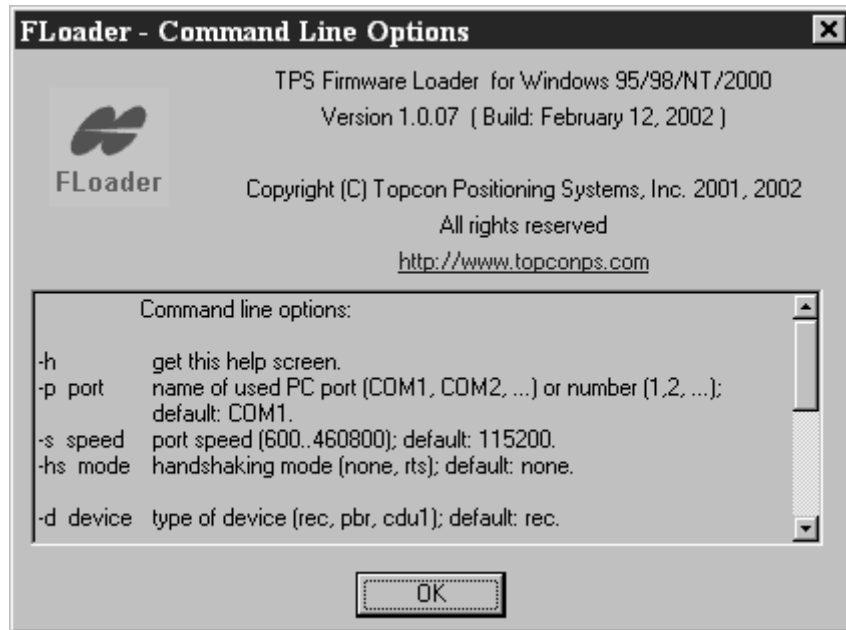 FLoader - Command Line Options
TPS Firmware Loader for Windows 95/98/NT/2000
Version 1.0.07 ( Build: February 12, 2002 )
FLoader
Copyright (C) Topcon Positioning Systems, Inc. 2001, 2002
All rights reserved
http://www.topconps.com
Command line options:
-h get this help screen.
-p port name of used PC port (COM1, COM2, ...) or number (1,2, ...);
default: COM1.
-s speed port speed (600..460800); default: 115200.
-hs mode handshaking mode (none, rts); default: none.
-d device type of device (rec, pbr, cdu1); default: rec.
OK